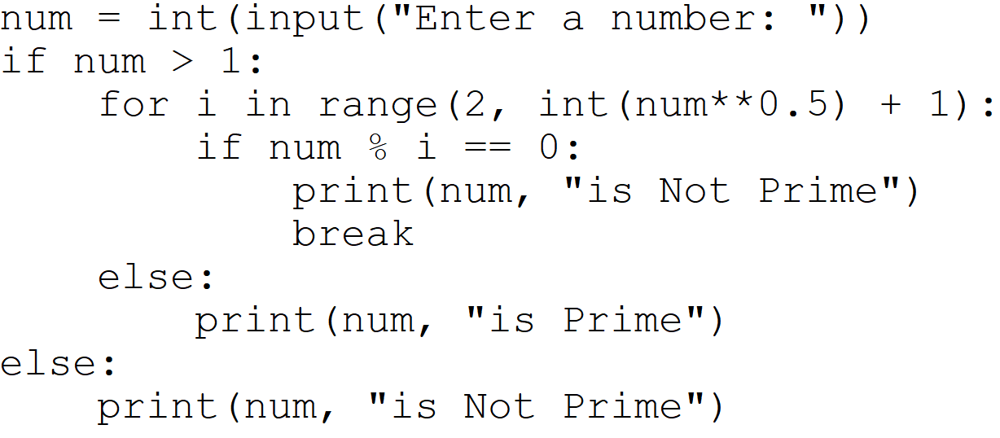 num = int(input("Enter a number: "))
if num > 1:
    for i in range(2, int(num**0.5) + 1):
        if num % i == 0:
            print(num, "is Not Prime")
            break
    else:
        print(num, "is Prime")
else:
    print(num, "is Not Prime")